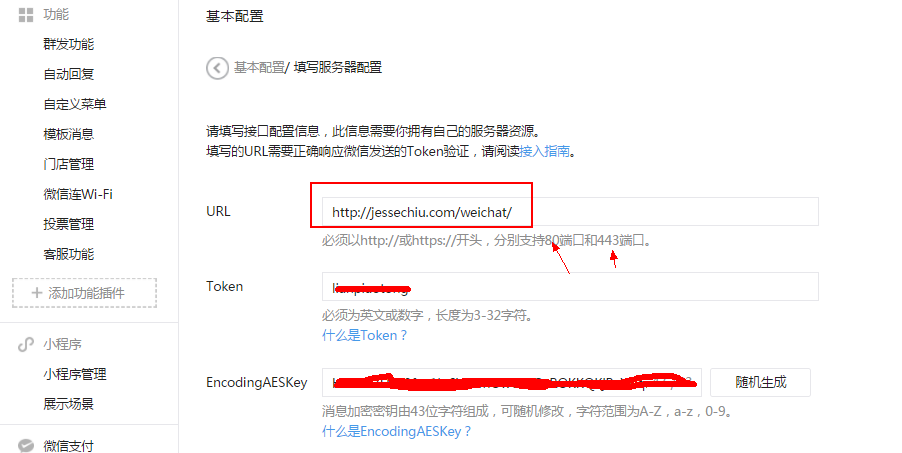 功能
群发功能
自动回复
自定义菜单
模板消息
门店管理
微信连Wi-Fi
投票管理
客服功能
+ 添加功能插件
小程序
小程序管理
展示场景
微信支付
基本配置
基本配置/ 填写服务器配置
请填写接口配置信息，此信息需要你拥有自己的服务器资源。
填写的URL需要正确响应微信发送的Token验证，请阅读接入指南。
URL
http://jessechiu.com/weichat/
必须以http://或https://开头，分别支持80端口和443端口。
Token
必须为英文或数字，长度为3-32字符。
什么是Token？
EncodingAESKey
随机生成
消息加密密钥由43位字符组成，可随机修改，字符范围为A-Z，a-z，0-9。
什么是EncodingAESKey？